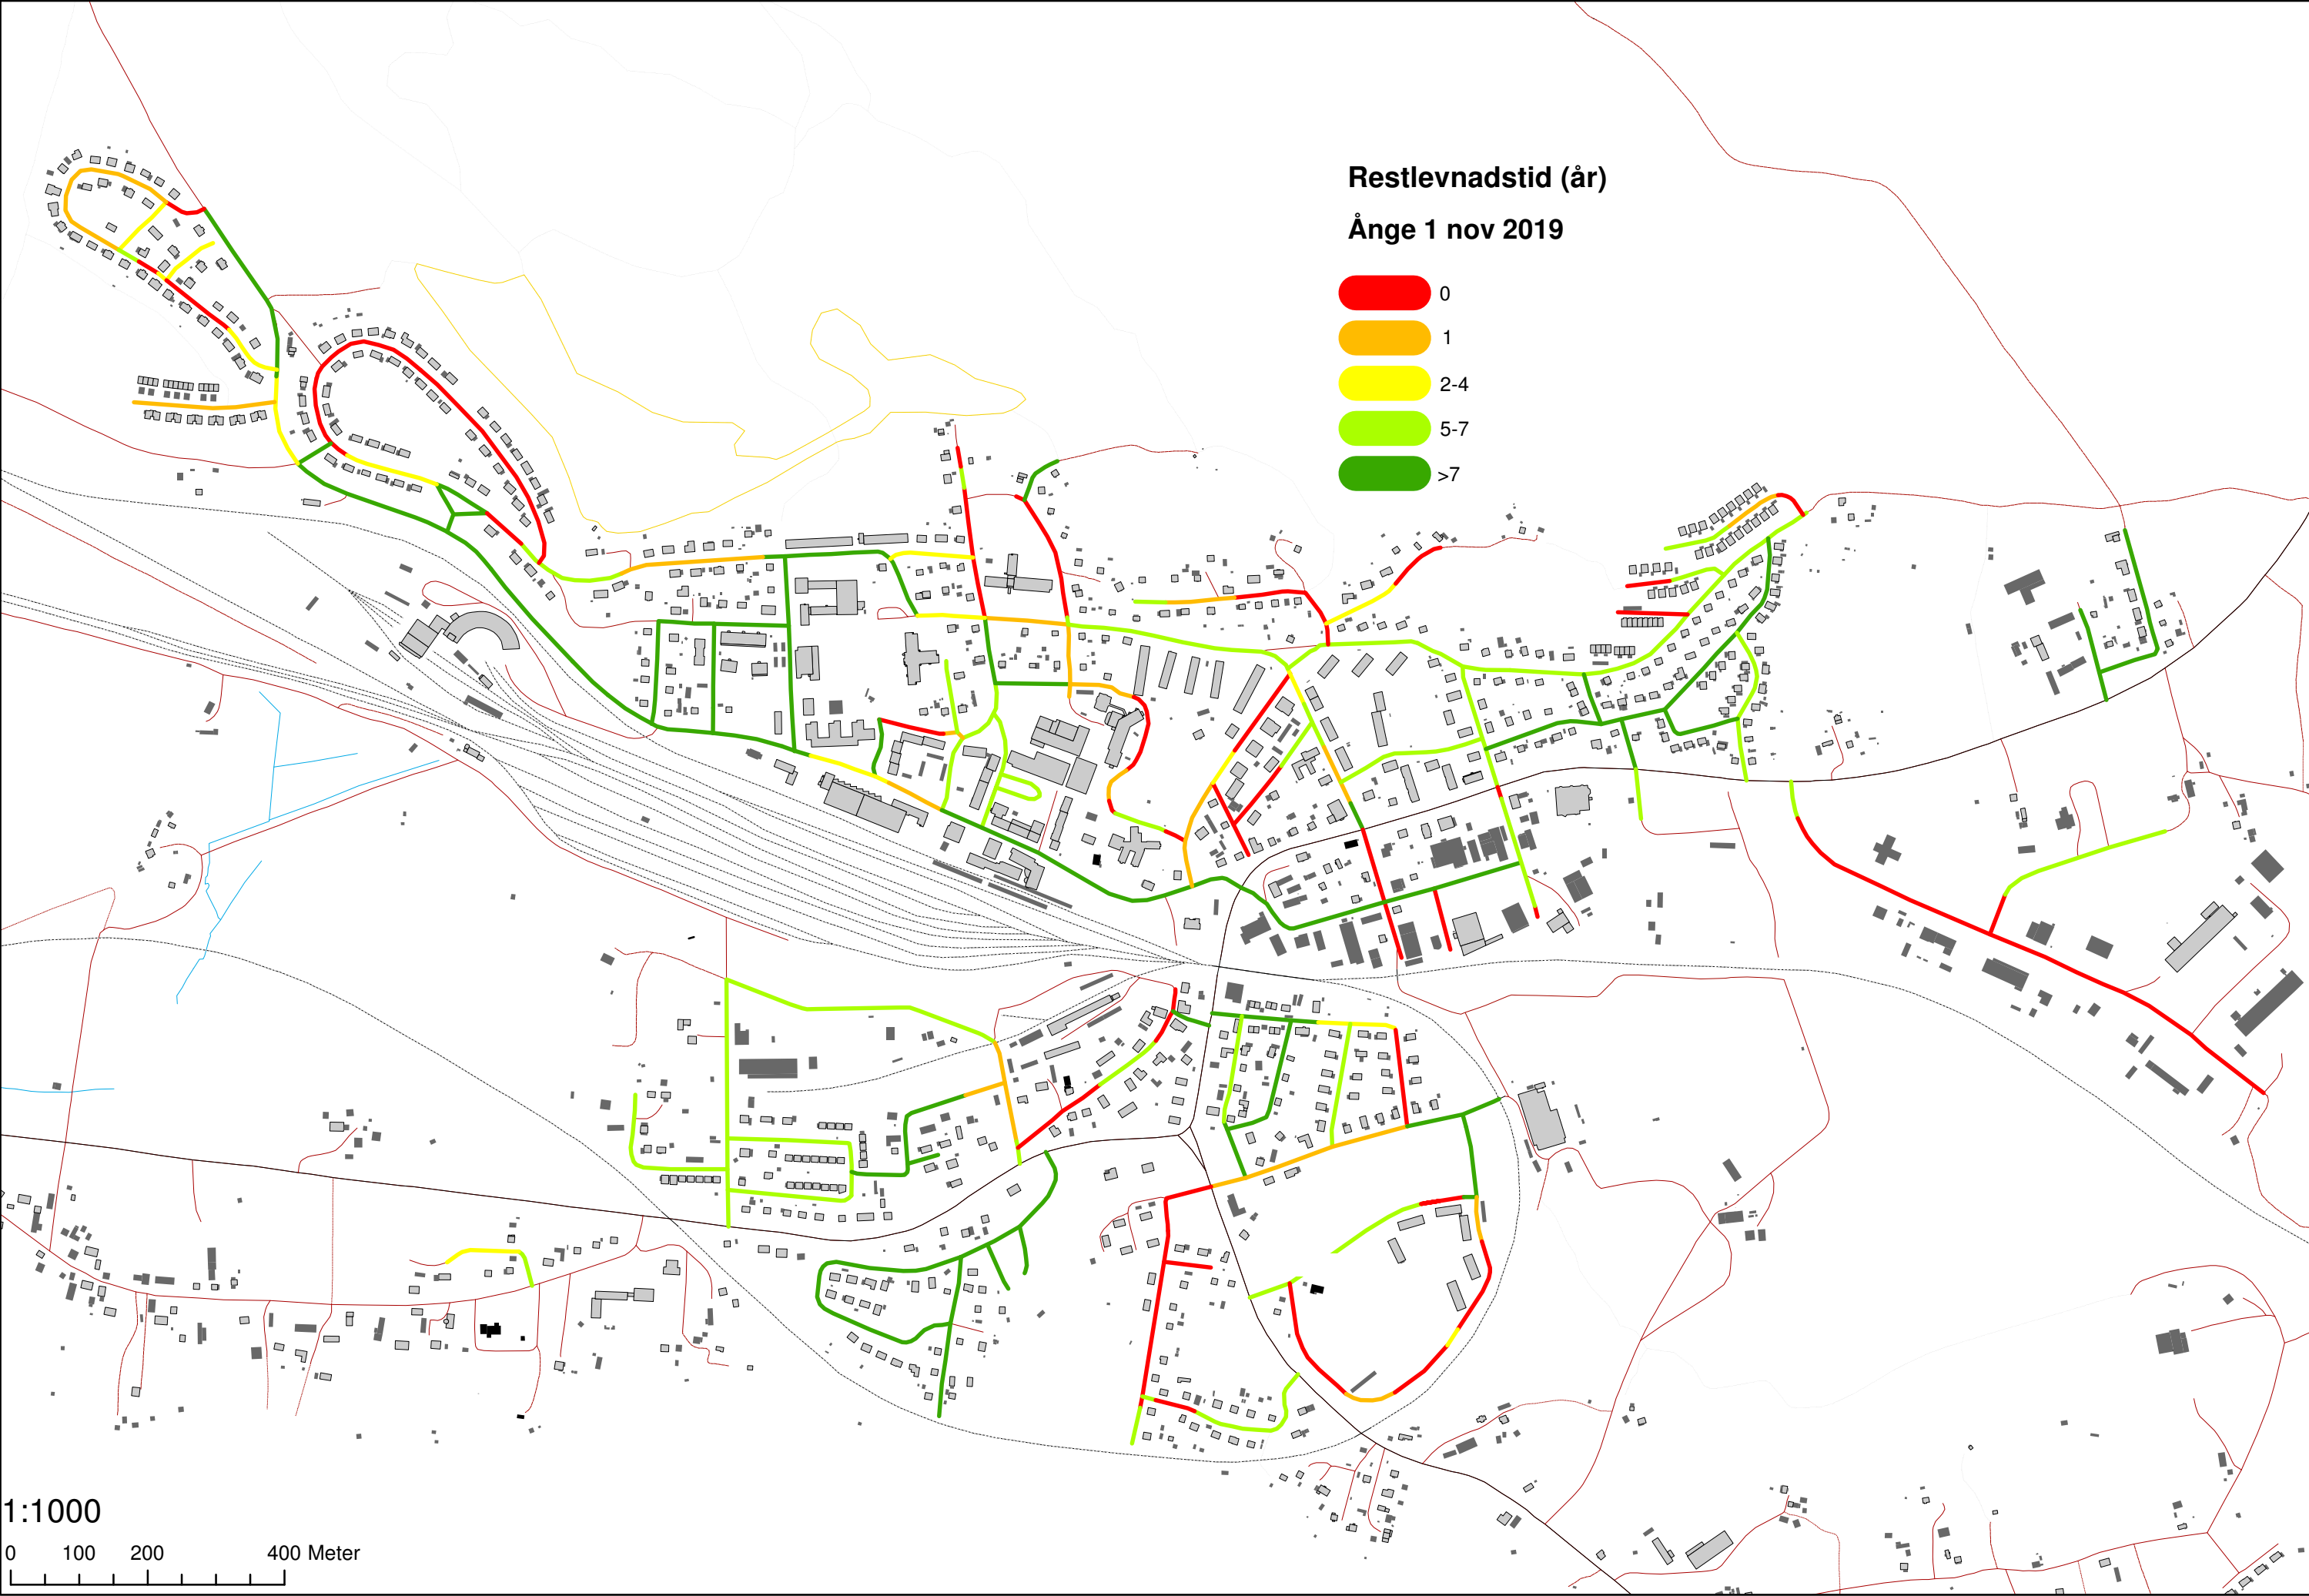 Restlevnadstid (år)
Ånge 1 nov 2019
0
1
2-4
5-7
>7
1:1000
0 100 200 400 Meter